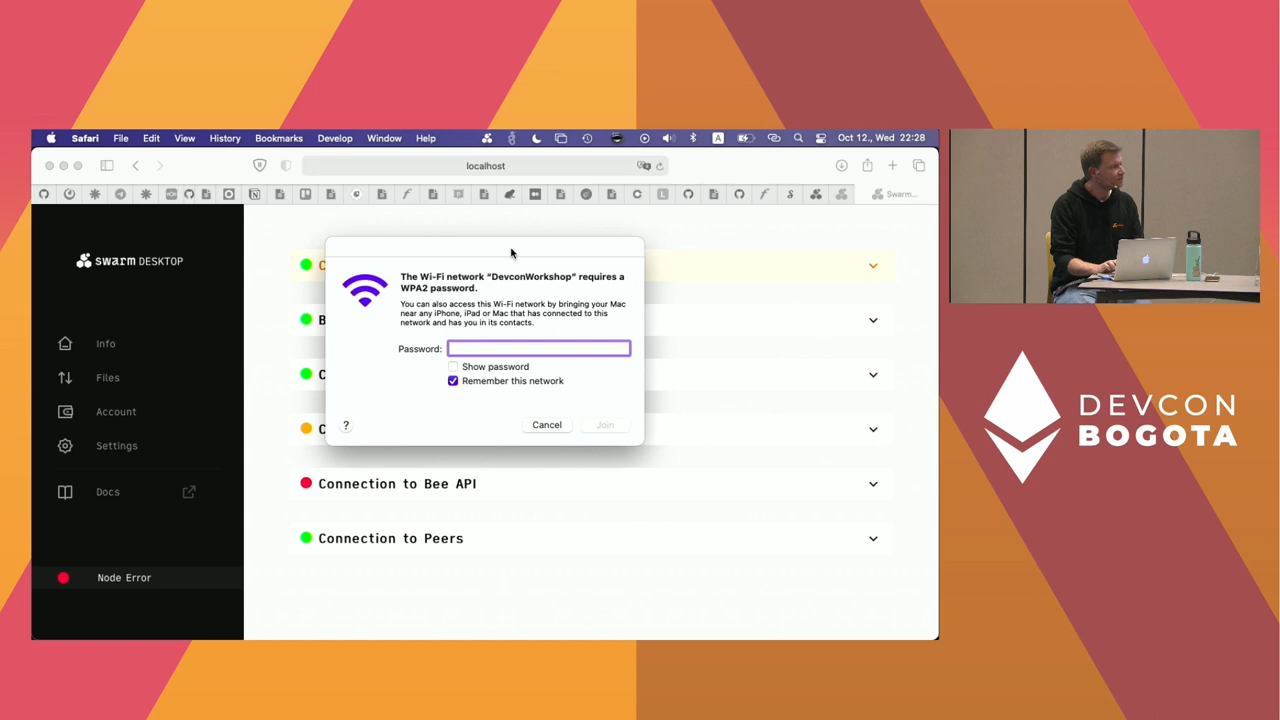 Safari File Edit View History Bookmarks Develop Window Help A Oct 12., Wed 22:28
localhost
Swarm...
swarm DESKTOP
The Wi-Fi network “DevconWorkshop” requires a
WPA2 password.
You can also access this Wi-Fi network by bringing your Mac
near any iPhone, iPad or Mac that has connected to this
network and has you in its contacts.
Password:
Show password
Remember this network
? Cancel Join
Info
Files
Account
Settings
Docs
Node Error
C
B
C
C
Connection to Bee API
Connection to Peers
DEVCON
BOGOTA